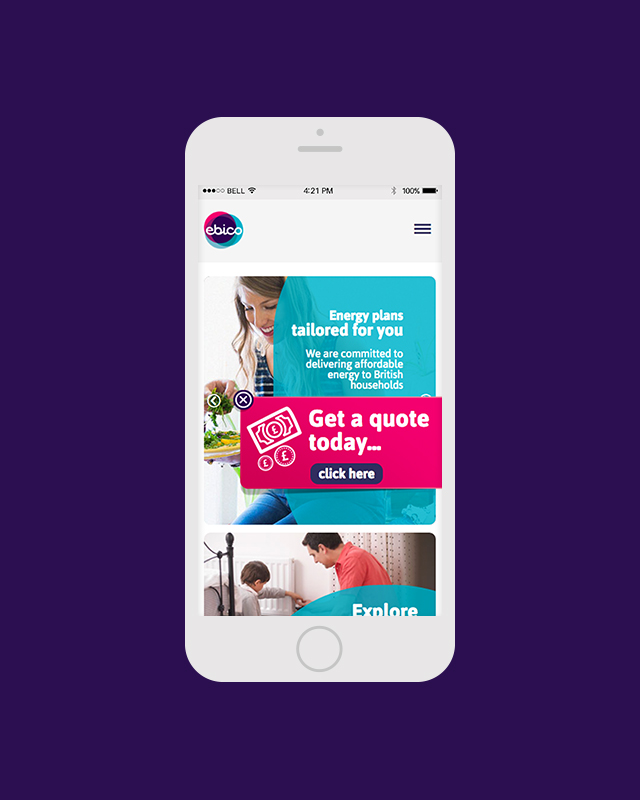 BELL
4:21 PM
100%
ebico
Energy plans
tailored for you
We are committed to
delivering affordable
energy to British
households
Get a quote
today...
click here
£
£
£
Explore